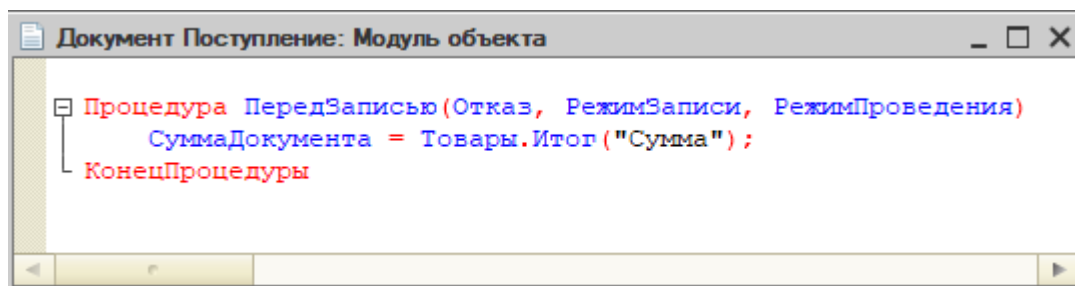 Документ Поступление: Модуль объекта
Процедура ПередЗаписью(Отказ, РежимЗаписи, РежимПроведения)
СуммаДокумента = Товары.Итог("Сумма");
КонецПроцедуры